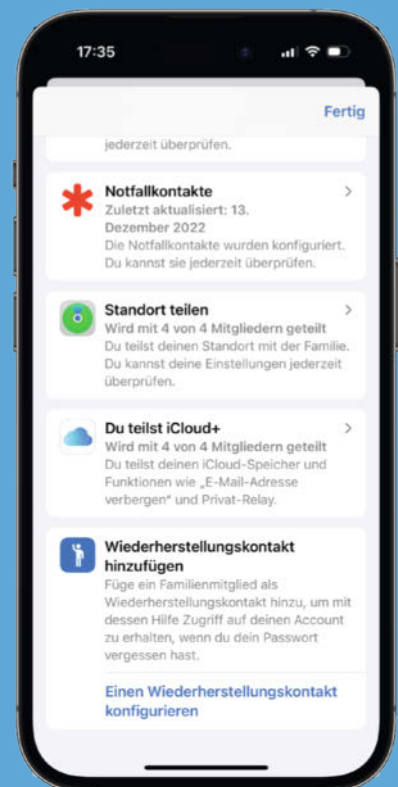 17:35
Fertig
jederzeit überprüfen.
Notfallkontakte
Zuletzt aktualisiert: 13.
Dezember 2022
Die Notfallkontakte wurden konfiguriert.
Du kannst sie jederzeit überprüfen.
Standort teilen
Wird mit 4 von 4 Mitgliedern geteilt
Du teilst deinen Standort mit der Familie.
Du kannst deine Einstellungen jederzeit
überprüfen.
Du teilst iCloud+
Wird mit 4 von 4 Mitgliedern geteilt
Du teilst deinen iCloud-Speicher und
Funktionen wie „E-Mail-Adresse
verbergen“ und Privat-Relay.
Wiederherstellungskontakt
hinzufügen
Füge ein Familienmitglied als
Wiederherstellungskontakt hinzu, um mit
dessen Hilfe Zugriff auf deinen Account
zu erhalten, wenn du dein Passwort
vergessen hast.
Einen Wiederherstellungskontakt
konfigurieren